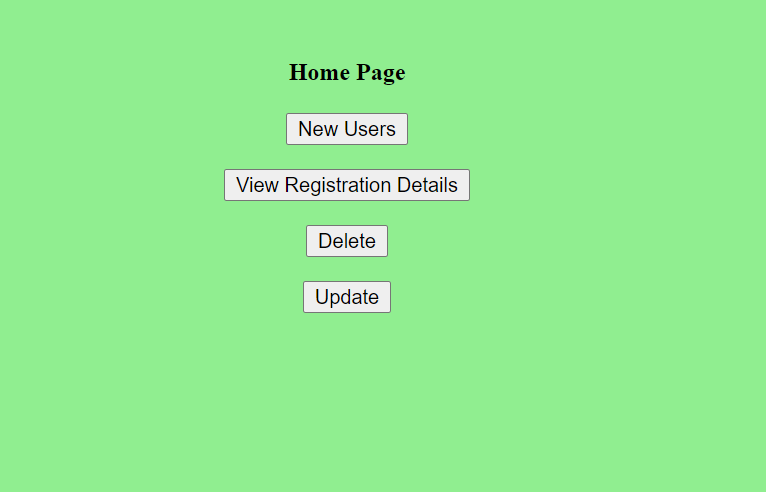 Home Page
New Users
View Registration Details
Delete
Update